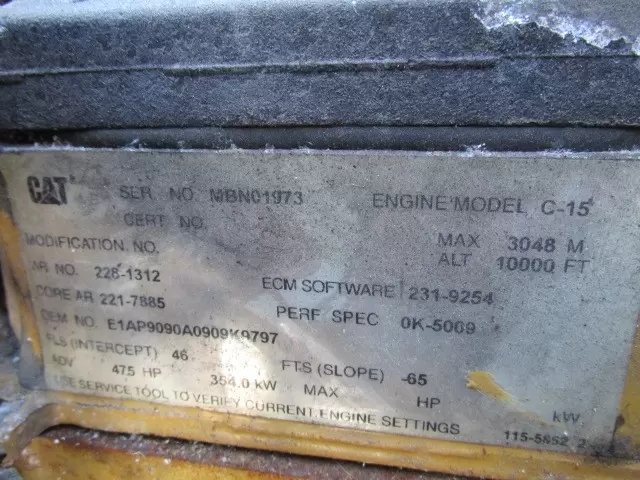 CAT SER. NO. MBN01973 ENGINE MODEL C-15
CERT NO.
MODIFICATION NO. MAX ALT 3048 M 10000 FT
AR NO. 228-1312 ECM SOFTWARE 231-9254
CORE AR 221-7885 PERF SPEC 0K-5009
OEM NO. E1AP9090A0909K9797
FLS (INTERCEPT) 46 FTS (SLOPE) -65
ADV 475 HP 354.0 kW MAX HP kW
USE SERVICE TOOL TO VERIFY CURRENT ENGINE SETTINGS 115-5852 2